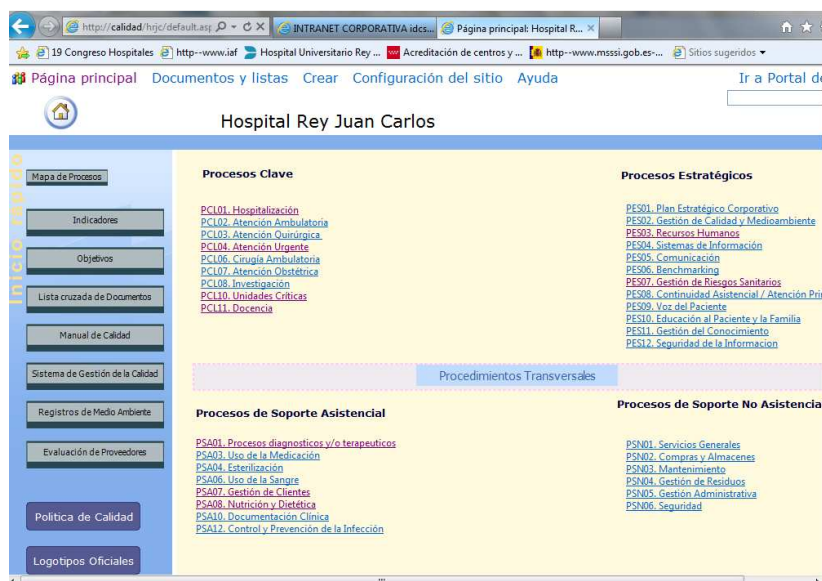 http://calidad/hrjc/default.asp
INTRANET CORPORATIVA idcs...
Página principal: Hospital R...
19 Congreso Hospitales
http--www.iaf
Hospital Universitario Rey ...
Acreditación de centros y ...
http--www.msssi.gob.es-...
Sitios sugeridos
Página principal Documentos y listas Crear Configuración del sitio Ayuda
Ir a Portal de
Hospital Rey Juan Carlos
Inicio rápido
Mapa de Procesos
Indicadores
Objetivos
Lista cruzada de Documentos
Manual de Calidad
Sistema de Gestión de la Calidad
Registros de Medio Ambiente
Evaluación de Proveedores
Política de Calidad
Logotipos Oficiales
Procesos Clave
PCL01. Hospitalización
PCL02. Atención Ambulatoria
PCL03. Atención Quirúrgica
PCL04. Atención Urgente
PCL06. Cirugía Ambulatoria
PCL07. Atención Obstétrica
PCL08. Investigación
PCL10. Unidades Críticas
PCL11. Docencia
Procesos Estratégicos
PES01. Plan Estratégico Corporativo
PES02. Gestión de Calidad y Medioambiente
PES03. Recursos Humanos
PES04. Sistemas de Información
PES05. Comunicación
PES06. Benchmarking
PES07. Gestión de Riesgos Sanitarios
PES08. Continuidad Asistencial / Atención Pri
PES09. Voz del Paciente
PES10. Educación al Paciente y la Familia
PES11. Gestión del Conocimiento
PES12. Seguridad de la Informacion
Procedimientos Transversales
Procesos de Soporte Asistencial
PSA01. Procesos diagnosticos y/o terapeuticos
PSA03. Uso de la Medicación
PSA04. Esterilización
PSA06. Uso de la Sangre
PSA07. Gestión de Clientes
PSA08. Nutrición y Dietética
PSA10. Documentación Clínica
PSA12. Control y Prevención de la Infección
Procesos de Soporte No Asistencia
PSN01. Servicios Generales
PSN02. Compras y Almacenes
PSN03. Mantenimiento
PSN04. Gestión de Residuos
PSN05. Gestión Administrativa
PSN06. Seguridad